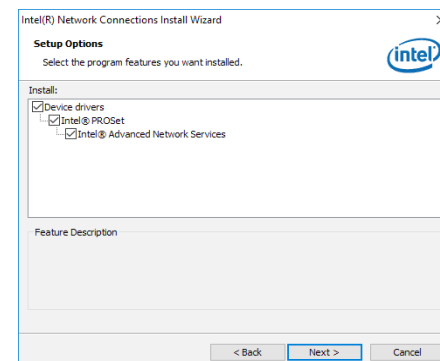 Intel(R) Network Connections Install Wizard
Setup Options
Select the program features you want installed.
intel
Install:
Device drivers
Intel® PROSet
Intel® Advanced Network Services
Feature Description
< Back
Next >
Cancel